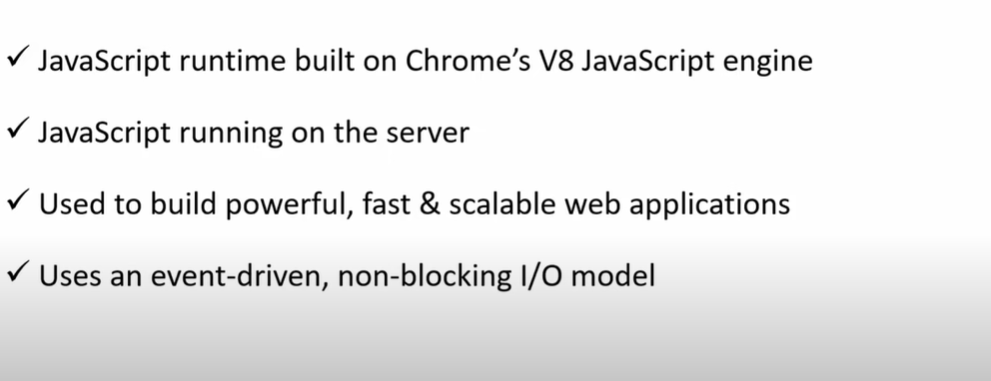 ✓ JavaScript runtime built on Chrome’s V8 JavaScript engine
✓ JavaScript running on the server
✓ Used to build powerful, fast & scalable web applications
✓ Uses an event-driven, non-blocking I/O model